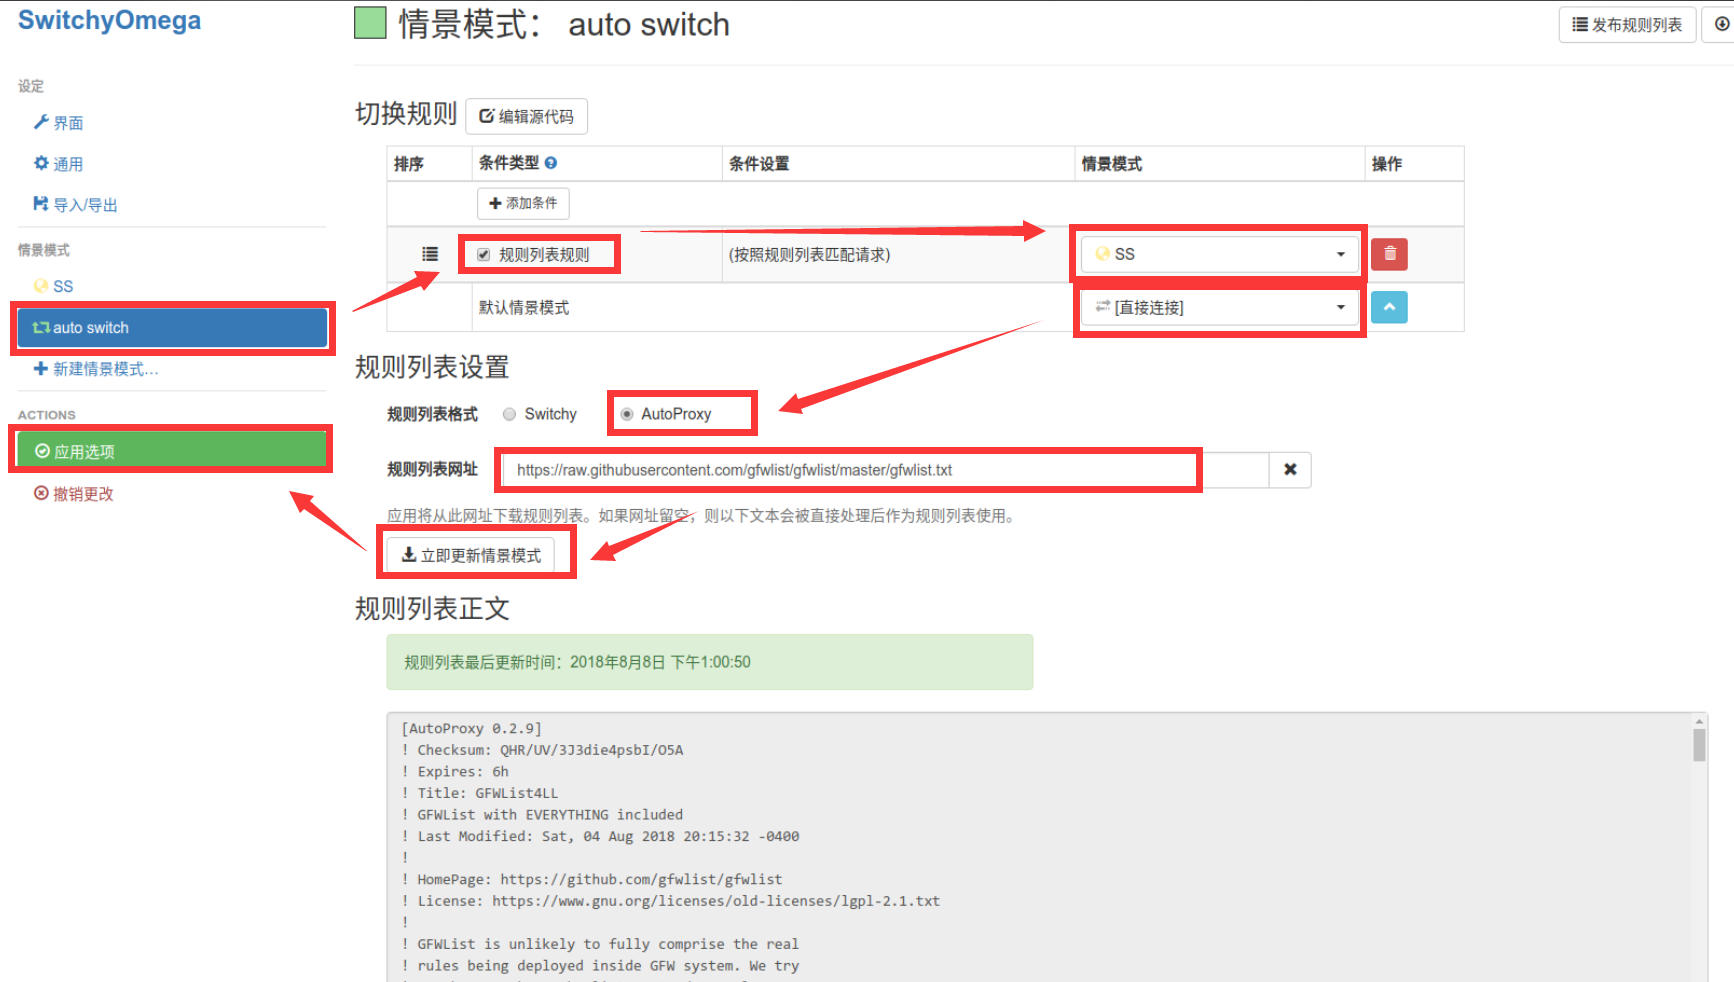 SwitchyOmega
设定
界面
通用
导入/导出
情景模式
SS
auto switch
新建情景模式…
ACTIONS
应用选项
撤销更改
情景模式： auto switch
发布规则列表
切换规则 编辑源代码
排序 条件类型 条件设置 情景模式 操作
添加条件
规则列表规则 (按照规则列表匹配请求) SS
默认情景模式 [直接连接]
规则列表设置
规则列表格式 Switchy AutoProxy
规则列表网址 https://raw.githubusercontent.com/gfwlist/gfwlist/master/gfwlist.txt
应用将从此网址下载规则列表。如果网址留空，则以下文本会被直接处理后作为规则列表使用。
立即更新情景模式
规则列表正文
规则列表最后更新时间：2018年8月8日 下午1:00:50
[AutoProxy 0.2.9]
! Checksum: QHR/UV/3J3die4psbI/O5A
! Expires: 6h
! Title: GFWList4LL
! GFWList with EVERYTHING included
! Last Modified: Sat, 04 Aug 2018 20:15:32 -0400
!
! HomePage: https://github.com/gfwlist/gfwlist
! License: https://www.gnu.org/licenses/old-licenses/lgpl-2.1.txt
!
! GFWList is unlikely to fully comprise the real
! rules being deployed inside GFW system. We try